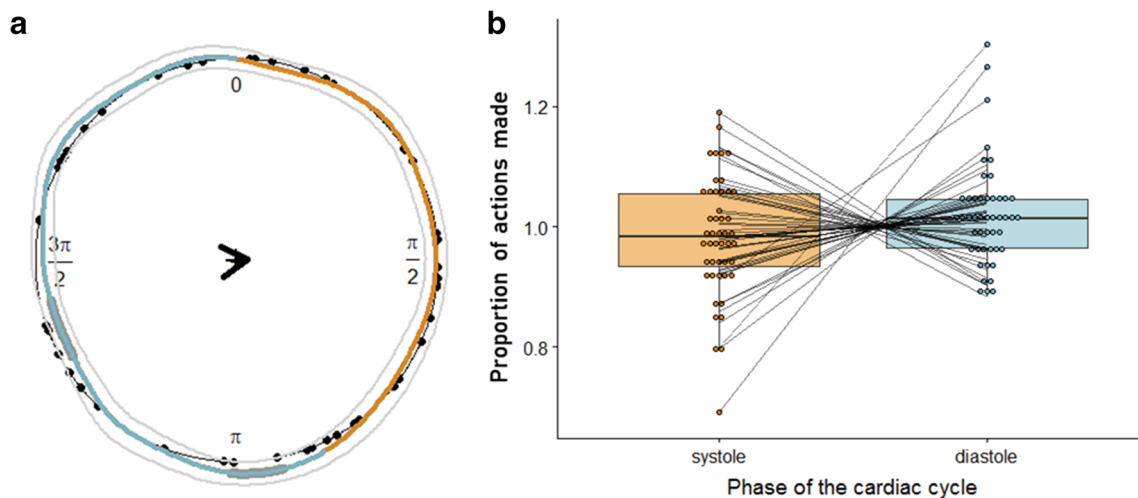 a
0
π/2
π
3π/2
b
Proportion of actions made
1.2
1.0
0.8
systole
diastole
Phase of the cardiac cycle